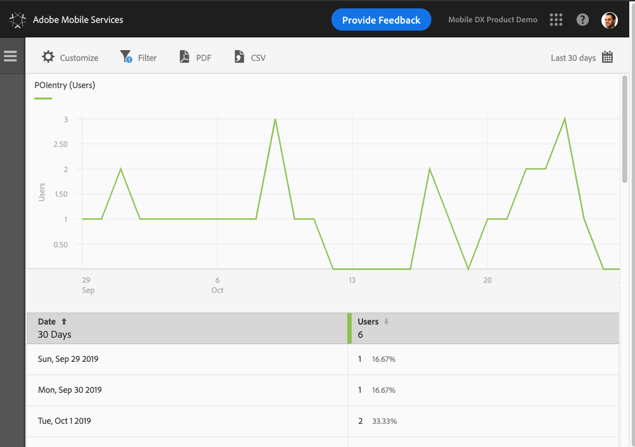 Adobe Mobile Services
Provide Feedback
Mobile DX Product Demo
Customize
Filter
PDF
CSV
Last 30 days
POIentry (Users)
3
2.50
2
1.50
1
0.50
Users
29
Sep
6
Oct
13
20
Date
30 Days
Users
6
Sun, Sep 29 2019
1 16.67%
Mon, Sep 30 2019
1 16.67%
Tue, Oct 1 2019
2 33.33%